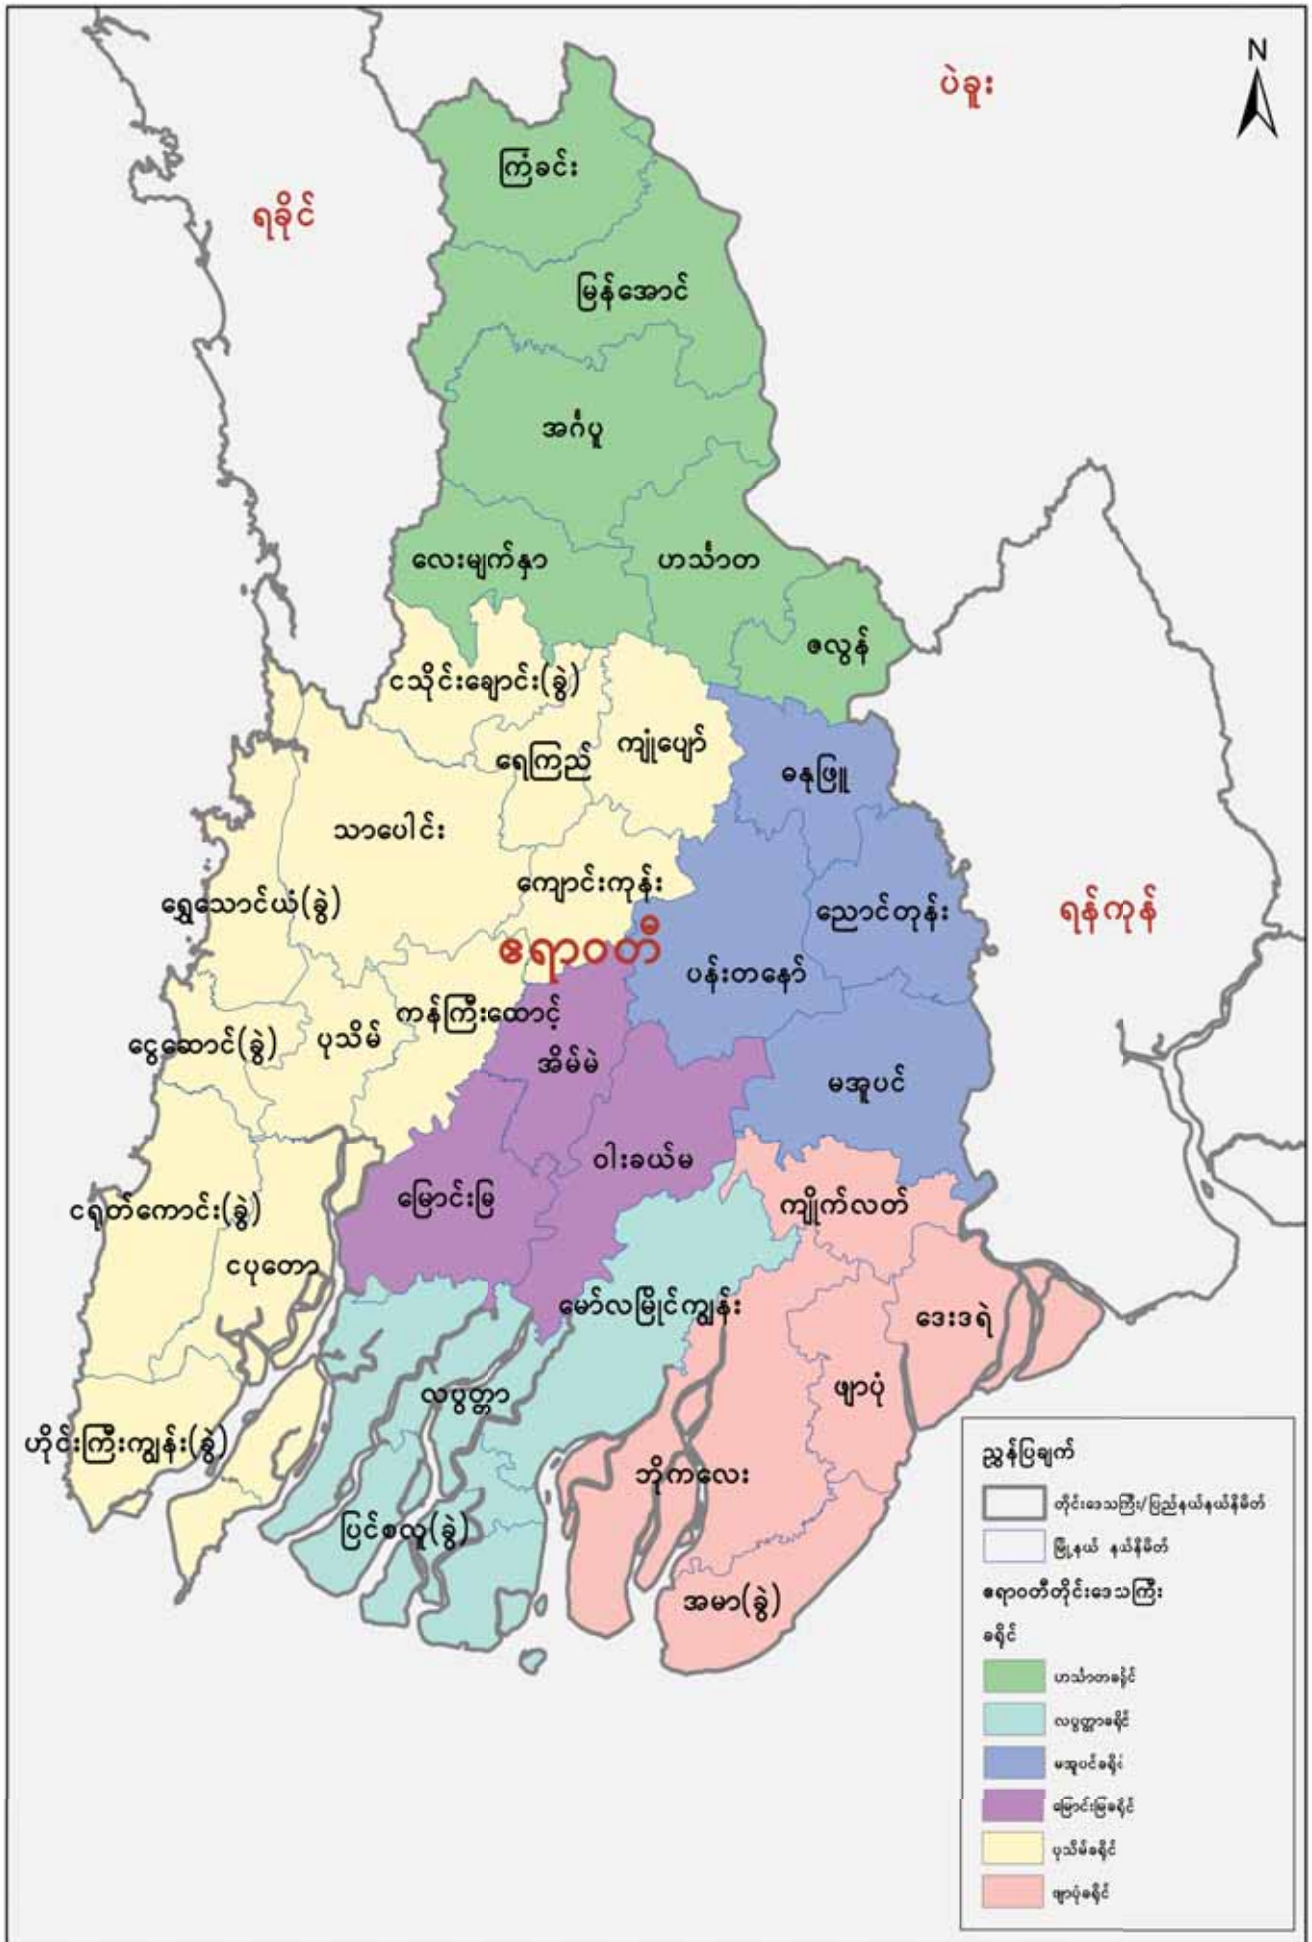 N
ပဲခူး
ကြံခင်း
ရခိုင်
မြန်အောင်
အင်္ဂပူ
လေးမျက်နှာ
ဟင်္သာတ
ဇလွန်
ငသိုင်းချောင်း(ခွဲ)
ရေကြည်
ကျုံပျော်
ဓနုဖြူ
သာပေါင်း
ကျောင်းကုန်း
ရွှေသောင်ယံ(ခွဲ)
ညောင်တုန်း
ရန်ကုန်
ဧရာဝတီ
ပန်းတနော်
ကန်ကြီးထောင့်
ပုသိမ်
ငွေဆောင်(ခွဲ)
အိမ်မဲ
မအူပင်
ဝါးခယ်မ
မြောင်းမြ
ကျိုက်လတ်
ငရုတ်ကောင်း(ခွဲ)
ငပုတော
မော်လမြိုင်ကျွန်း
ဒေးဒရဲ
လပွတ္တာ
ဖျာပုံ
ဟိုင်းကြီးကျွန်း(ခွဲ)
ဘိုကလေး
ပြင်စလူ(ခွဲ)
အမာ(ခွဲ)
ညွှန်ပြချက်
တိုင်းဒေသကြီး/ပြည်နယ်နယ်နိမိတ်
မြို့နယ် နယ်နိမိတ်
ဧရာဝတီတိုင်းဒေသကြီး
ခရိုင်
ဟင်္သာတခရိုင်
လပွတ္တာခရိုင်
မအူပင်ခရိုင်
မြောင်းမြခရိုင်
ပုသိမ်ခရိုင်
ဖျာပုံခရိုင်